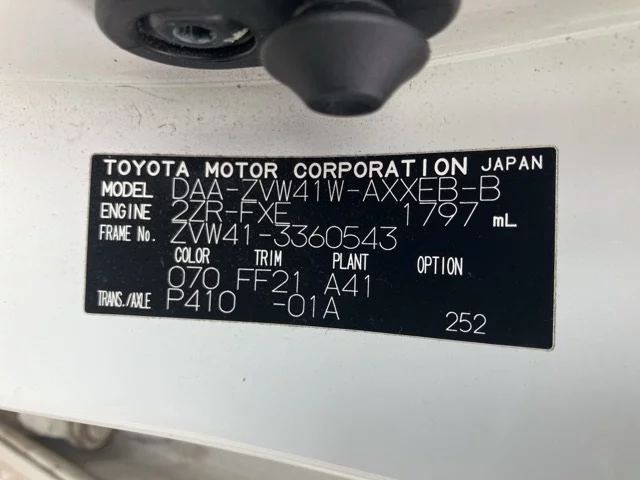 TOYOTA MOTOR CORPORATION JAPAN
MODEL DAA-ZVW41W-AXXEB-B
ENGINE 2ZR-FXE 1797 mL
FRAME No. ZVW41-3360543
COLOR TRIM PLANT OPTION
070 FF21 A41
TRANS./AXLE P410 -01A
252